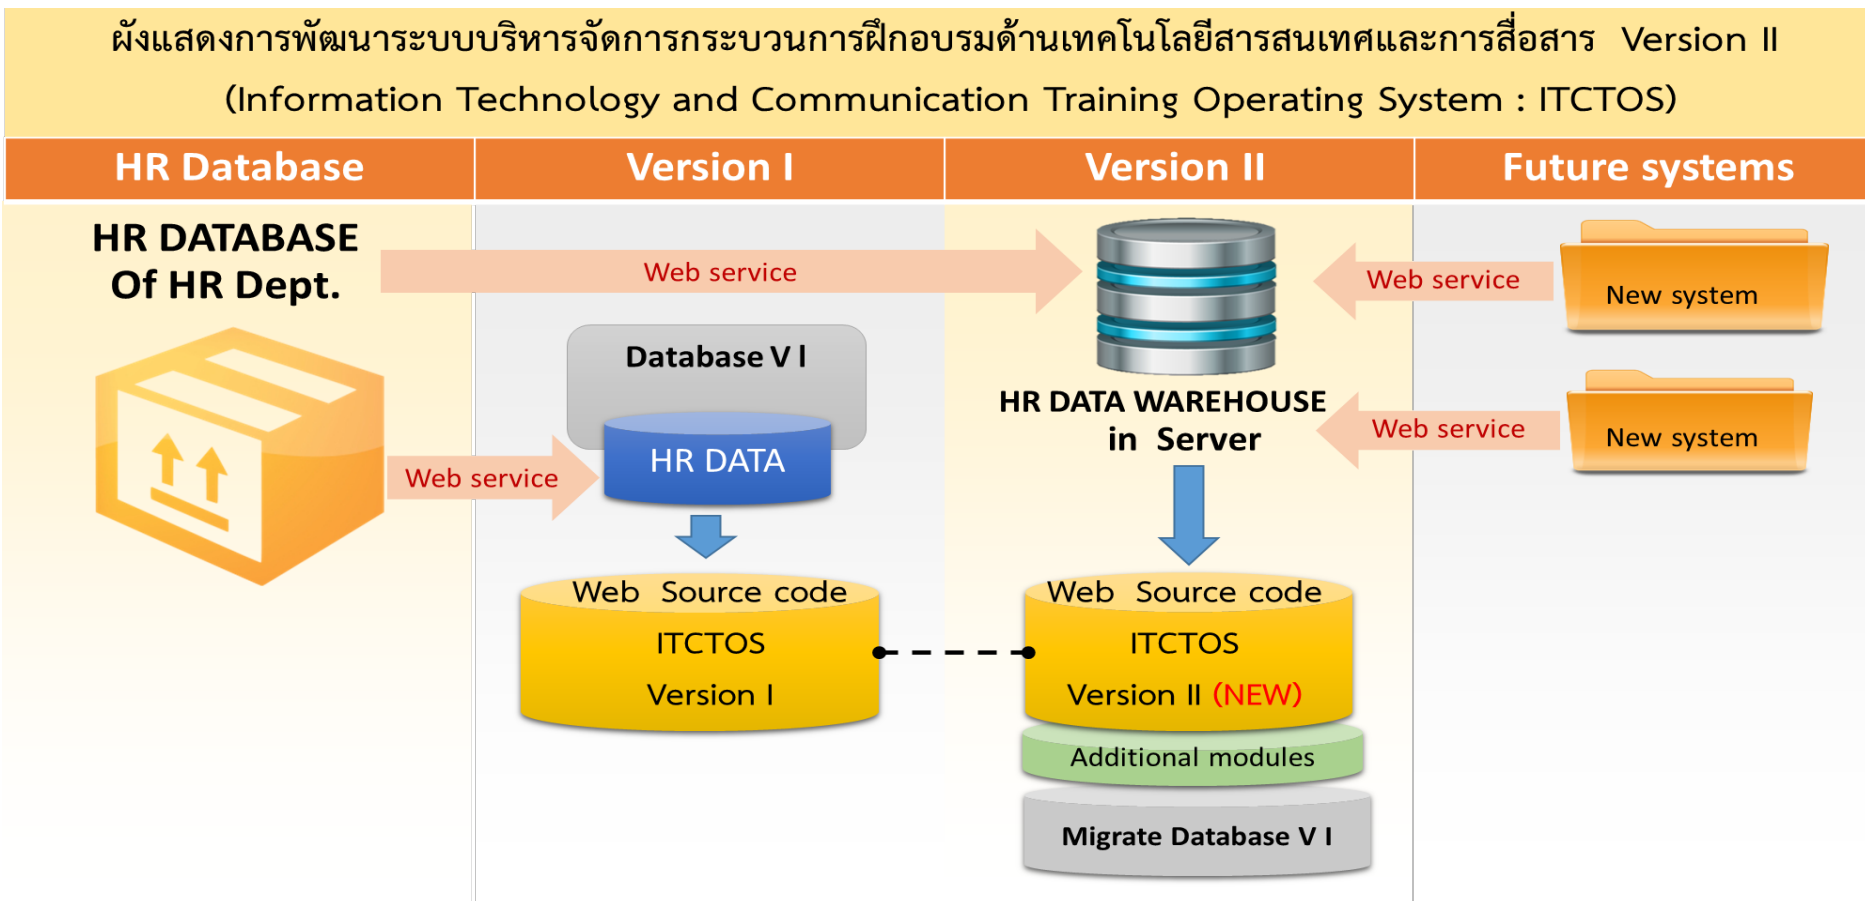 ผังแสดงการพัฒนาระบบบริหารจัดการกระบวนการฝึกอบรมด้านเทคโนโลยีสารสนเทศและการสื่อสาร Version II
(Information Technology and Communication Training Operating System : ITCTOS)
HR Database
Version I
Version II
Future systems
HR DATABASE
Of HR Dept.
Web service
Web service
New system
Database V I
HR DATA
Web service
HR DATA WAREHOUSE
in Server
Web service
New system
Web Source code
ITCTOS
Version I
Web Source code
ITCTOS
Version II (NEW)
Additional modules
Migrate Database V I